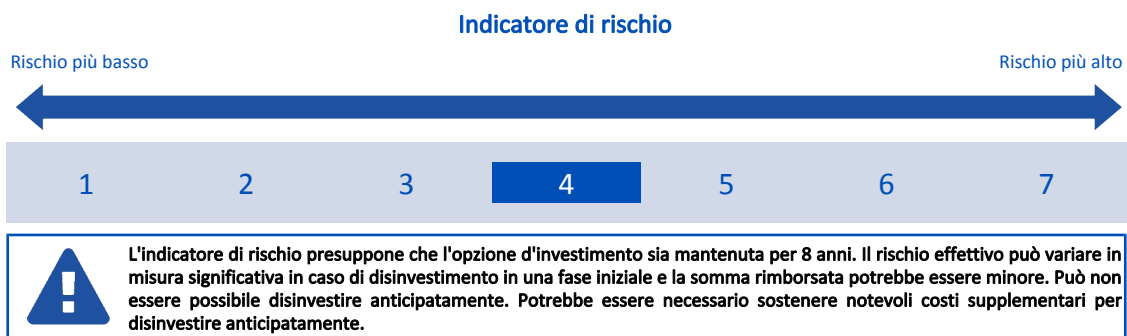 Indicatore di rischio
Rischio più basso
Rischio più alto
1 2 3 4 5 6 7
L'indicatore di rischio presuppone che l'opzione d'investimento sia mantenuta per 8 anni. Il rischio effettivo può variare in
misura significativa in caso di disinvestimento in una fase iniziale e la somma rimborsata potrebbe essere minore. Può non
essere possibile disinvestire anticipatamente. Potrebbe essere necessario sostenere notevoli costi supplementari per
disinvestire anticipatamente.